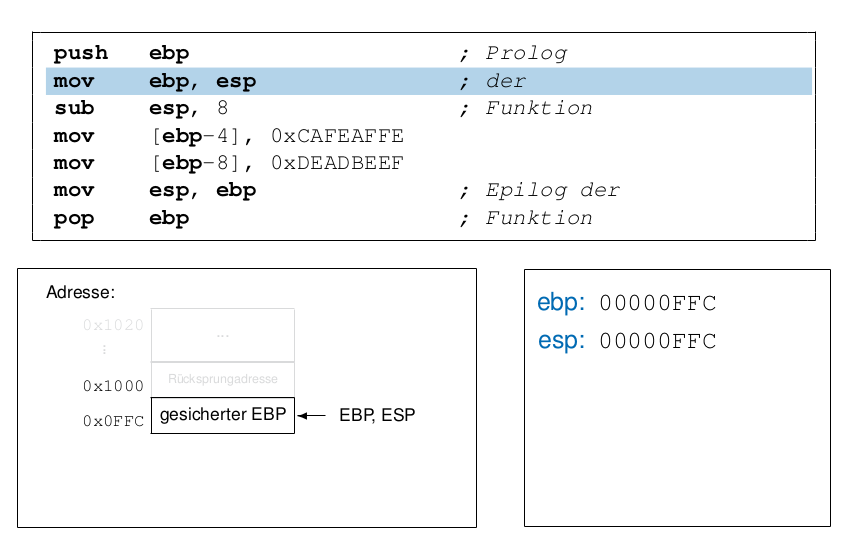 push ebp ; Prolog
mov ebp, esp ; der
sub esp, 8 ; Funktion
mov [ebp-4], 0xCAFEAFFE
mov [ebp-8], 0xDEADBEEF
mov esp, ebp ; Epilog der
pop ebp ; Funktion
Adresse:
0x1020 ...
⋮
0x1000 Rücksprungadresse
0x0FFC gesicherter EBP EBP, ESP
ebp: 00000FFC
esp: 00000FFC